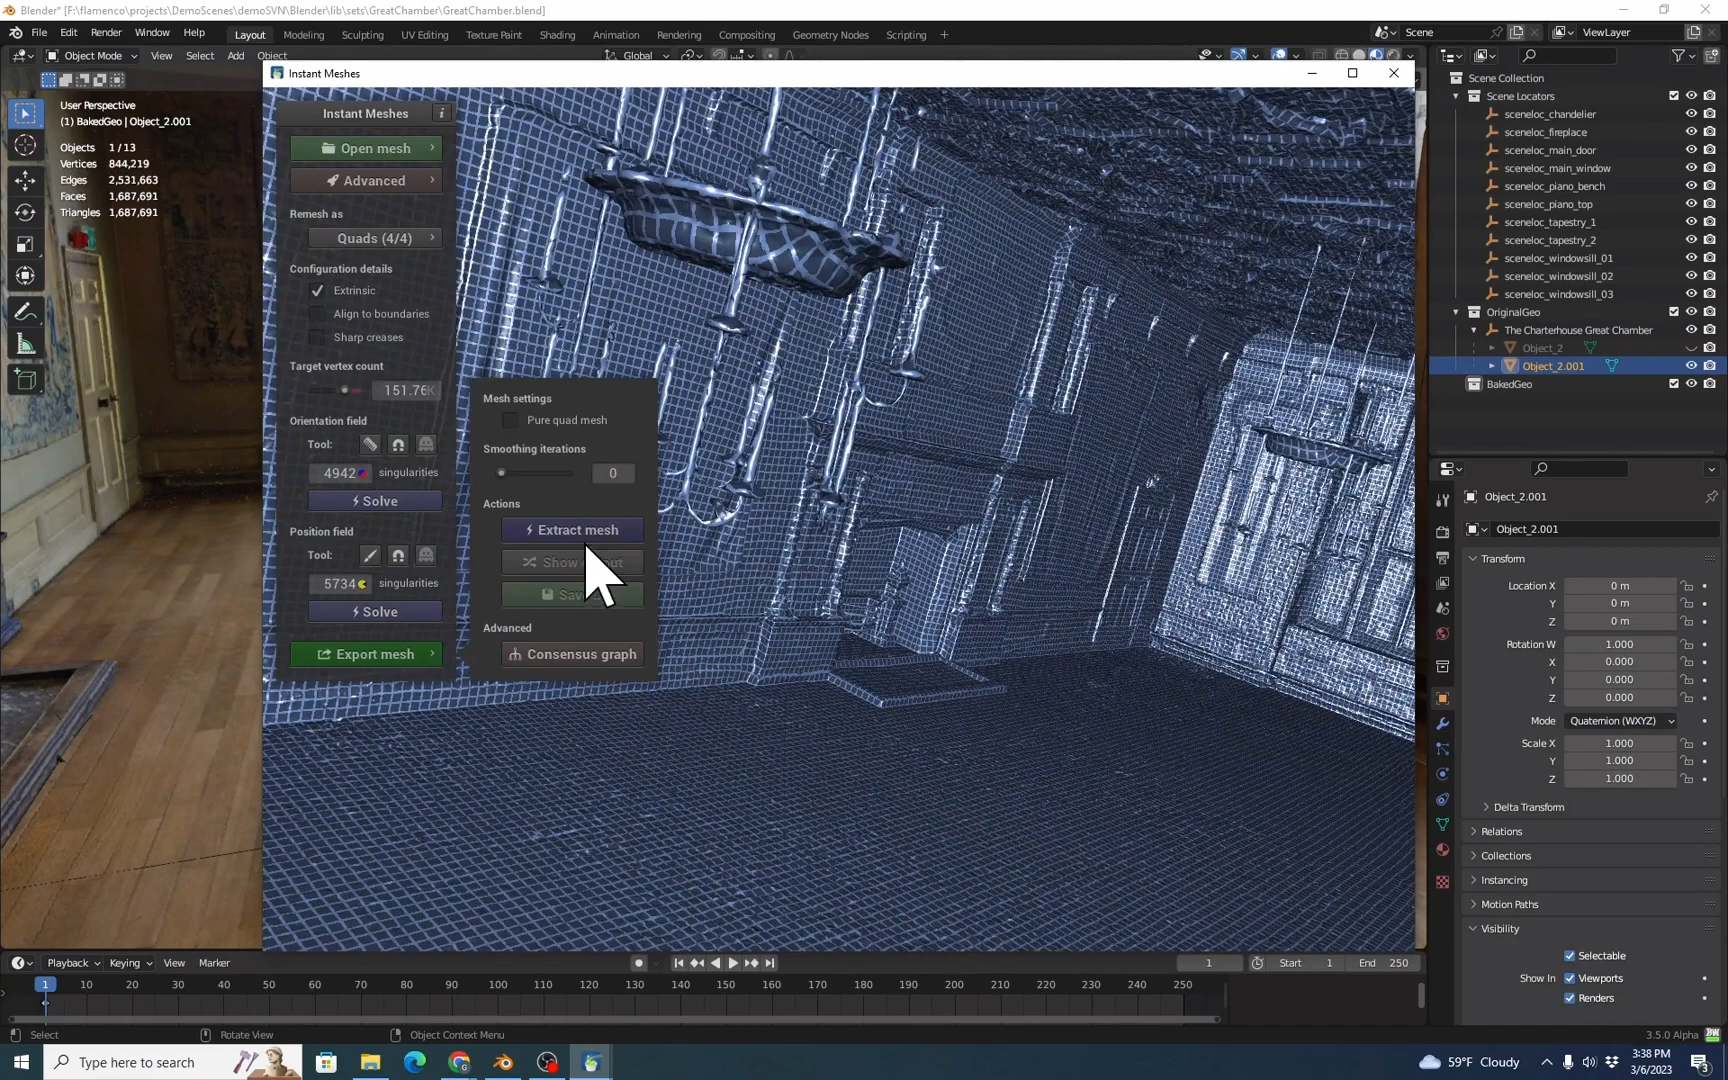 Blender* [F:\flamenco\projects\DemoScenes\demoSVN\Blender\lib\sets\GreatChamber\GreatChamber.blend]
File Edit Render Window Help Layout Modeling Sculpting UV Editing Texture Paint Shading Animation Rendering Compositing Geometry Nodes Scripting + Scene ViewLayer
Object Mode View Select Add Object Global
Instant Meshes
User Perspective
(1) BakedGeo | Object_2.001
Objects 1 / 13
Vertices 844,219
Edges 2,531,663
Faces 1,687,691
Triangles 1,687,691
Instant Meshes i
Open mesh
Advanced
Remesh as
Quads (4/4)
Configuration details
Extrinsic
Align to boundaries
Sharp creases
Target vertex count
151.76K
Orientation field
Tool:
4942 singularities
Solve
Position field
Tool:
5734 singularities
Solve
Export mesh
Mesh settings
Pure quad mesh
Smoothing iterations
0
Actions
Extract mesh
Advanced
Consensus graph
Scene Collection
Scene Locators
sceneloc_chandelier
sceneloc_fireplace
sceneloc_main_door
sceneloc_main_window
sceneloc_piano_bench
sceneloc_piano_top
sceneloc_tapestry_1
sceneloc_tapestry_2
sceneloc_windowsill_01
sceneloc_windowsill_02
sceneloc_windowsill_03
OriginalGeo
The Charterhouse Great Chamber
Object_2
Object_2.001
BakedGeo
Object_2.001
Object_2.001
Transform
Location X 0 m
Y 0 m
Z 0 m
Rotation W 1.000
X 0.000
Y 0.000
Z 0.000
Mode Quaternion (WXYZ)
Scale X 1.000
Y 1.000
Z 1.000
Delta Transform
Relations
Collections
Instancing
Motion Paths
Visibility
Selectable
Show In Viewports
Renders
Playback Keying View Marker 1 Start 1 End 250
1 10 20 30 40 50 60 70 80 90 100 110 120 130 140 150 160 170 180 190 200 210 220 230 240 250
Select Rotate View Object Context Menu 3.5.0 Alpha
Type here to search 59°F Cloudy 3:38 PM
3/6/2023 3